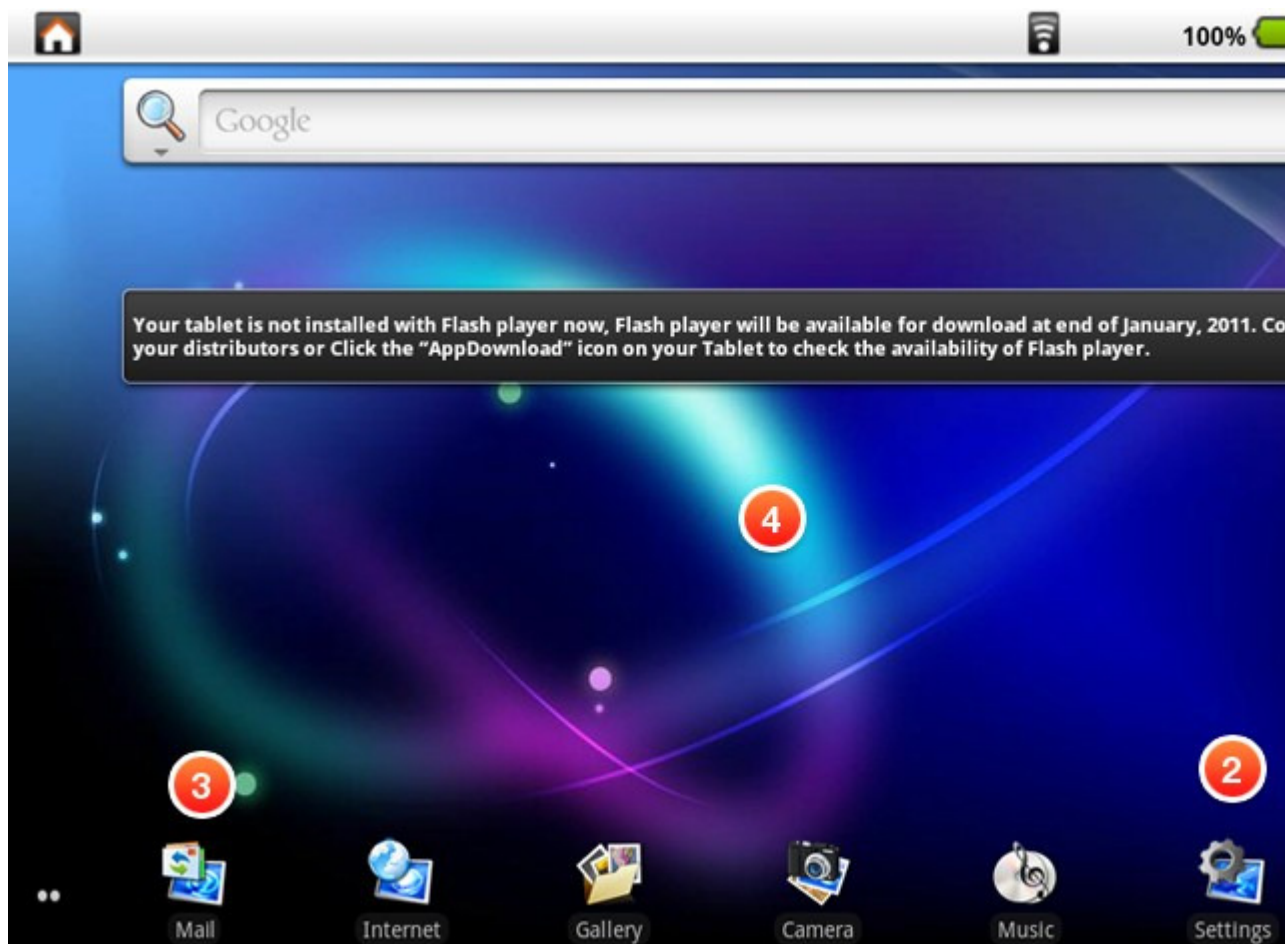 100%
Google
Your tablet is not installed with Flash player now, Flash player will be available for download at end of January, 2011. Co
your distributors or Click the “AppDownload” icon on your Tablet to check the availability of Flash player.
4
3
2
Mail Internet Gallery Camera Music Settings